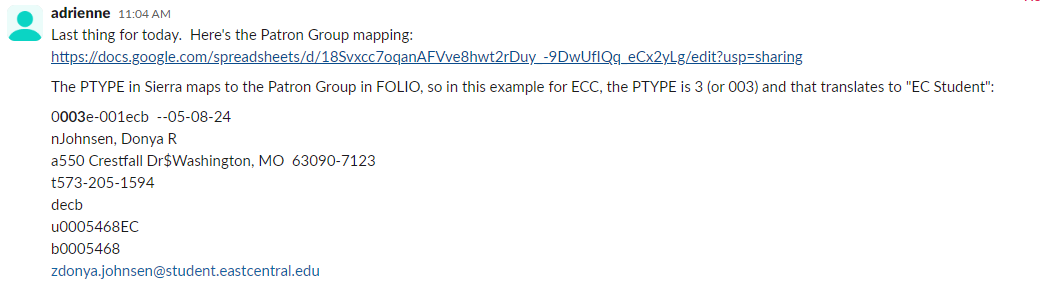 adrienne 11:04 AM
Last thing for today. Here's the Patron Group mapping:
https://docs.google.com/spreadsheets/d/18Svxcc7oqanAFVve8hwt2rDuy_-9DwUfIQq_eCx2yLg/edit?usp=sharing
The PTYPE in Sierra maps to the Patron Group in FOLIO, so in this example for ECC, the PTYPE is 3 (or 003) and that translates to "EC Student":
0003e-001ecb --05-08-24
nJohnsen, Donya R
a550 Crestfall Dr$Washington, MO 63090-7123
t573-205-1594
decb
u0005468EC
b0005468
zdonya.johnsen@student.eastcentral.edu